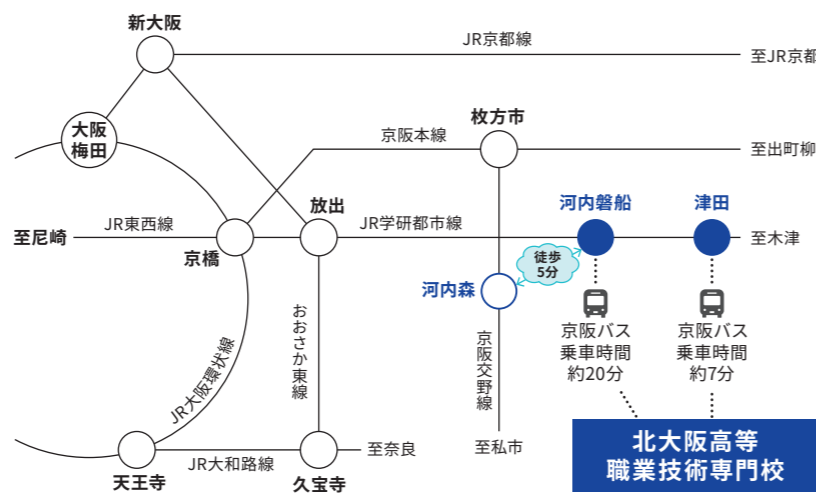 新大阪
JR京都線
至JR京都
大阪
梅田
京阪本線
枚方市
至出町柳
至尼崎
JR東西線
京橋
放出
JR学研都市線
河内磐船
津田
至木津
徒歩
5分
河内森
おおさか東線
京阪交野線
JR大阪環状線
京阪バス
乗車時間
約20分
京阪バス
乗車時間
約7分
天王寺
JR大和路線
久宝寺
至奈良
至私市
北大阪高等
職業技術専門校